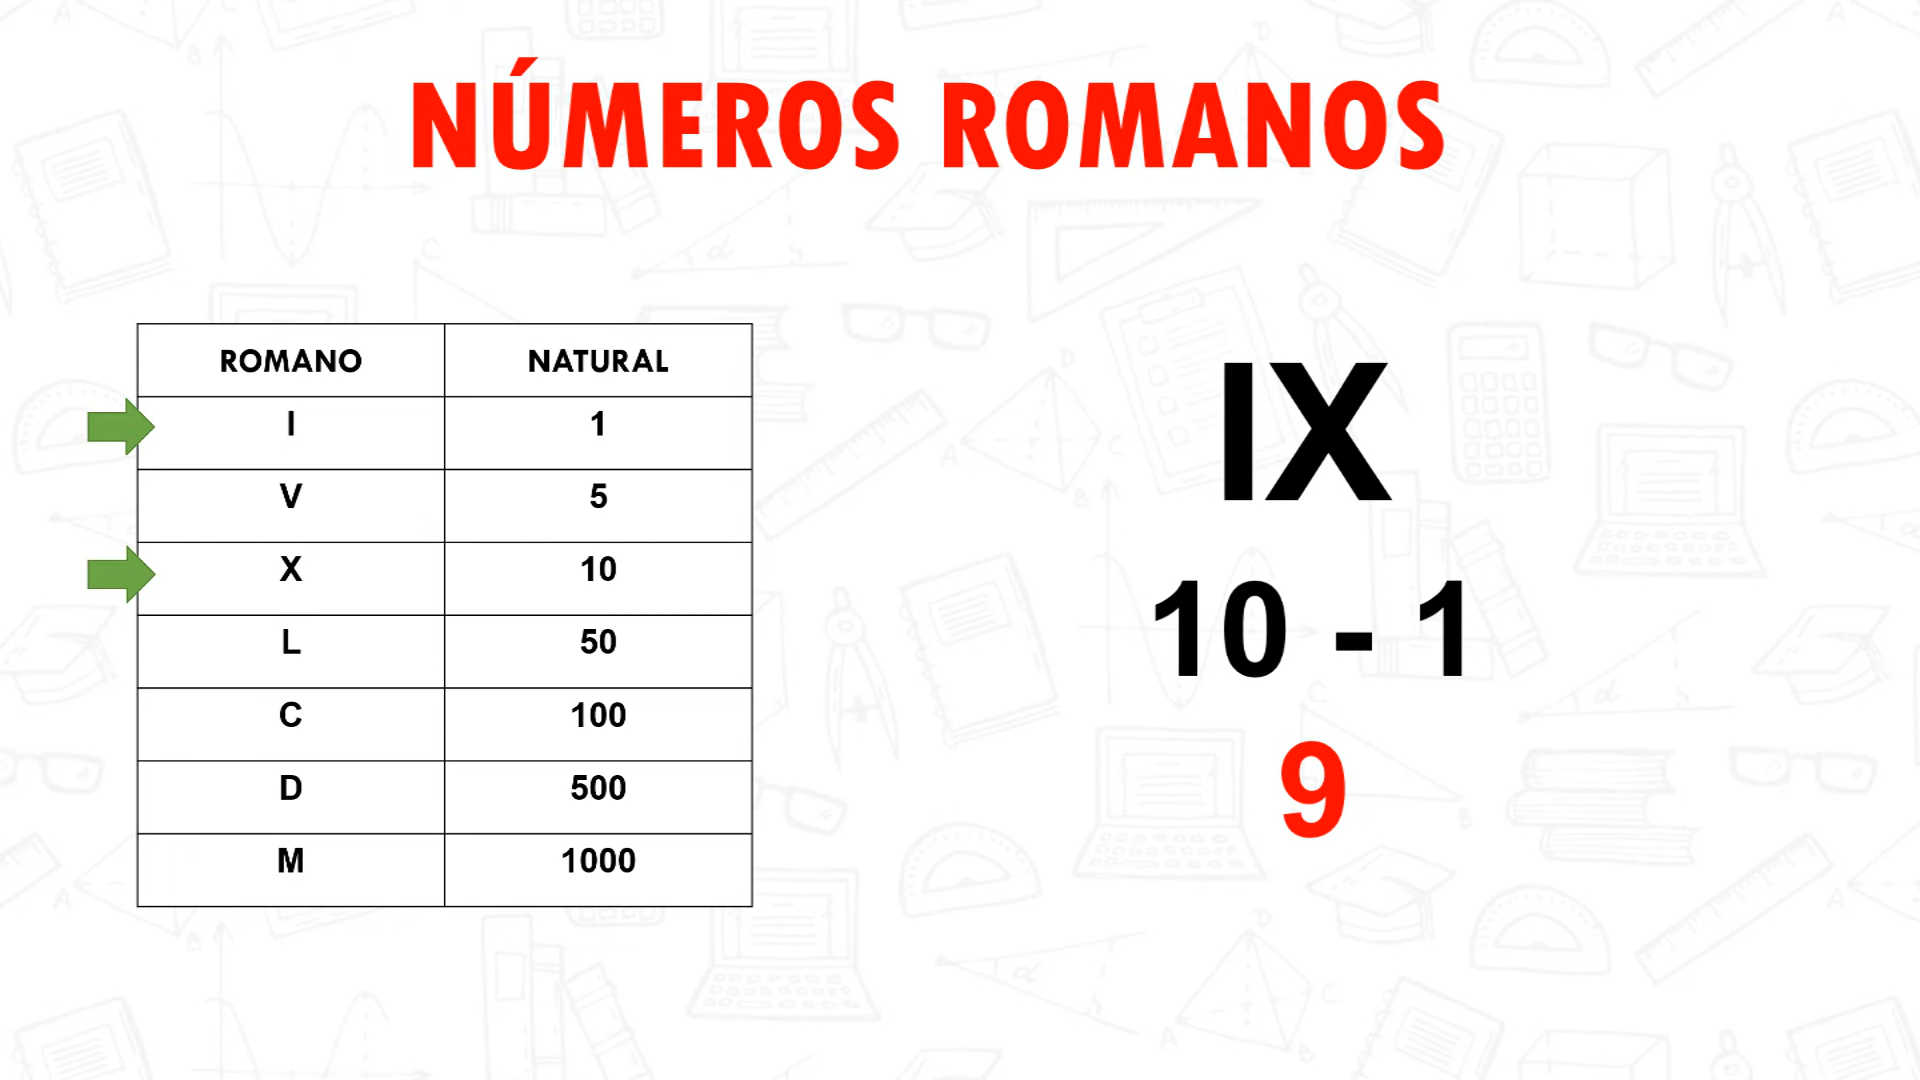 NÚMEROS ROMANOS
ROMANO NATURAL
I 1
V 5
X 10
L 50
C 100
D 500
M 1000
IX
10 - 1
9